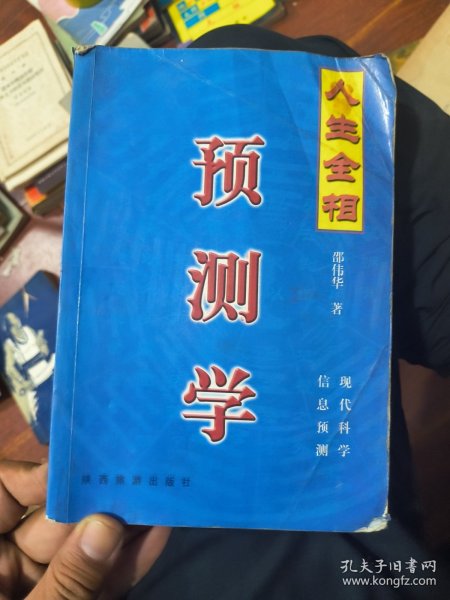 人生全相
预测学
邵伟华 著
现代科学
信息预测
陕西旅游出版社
孔夫子旧书网
www.kongfz.com